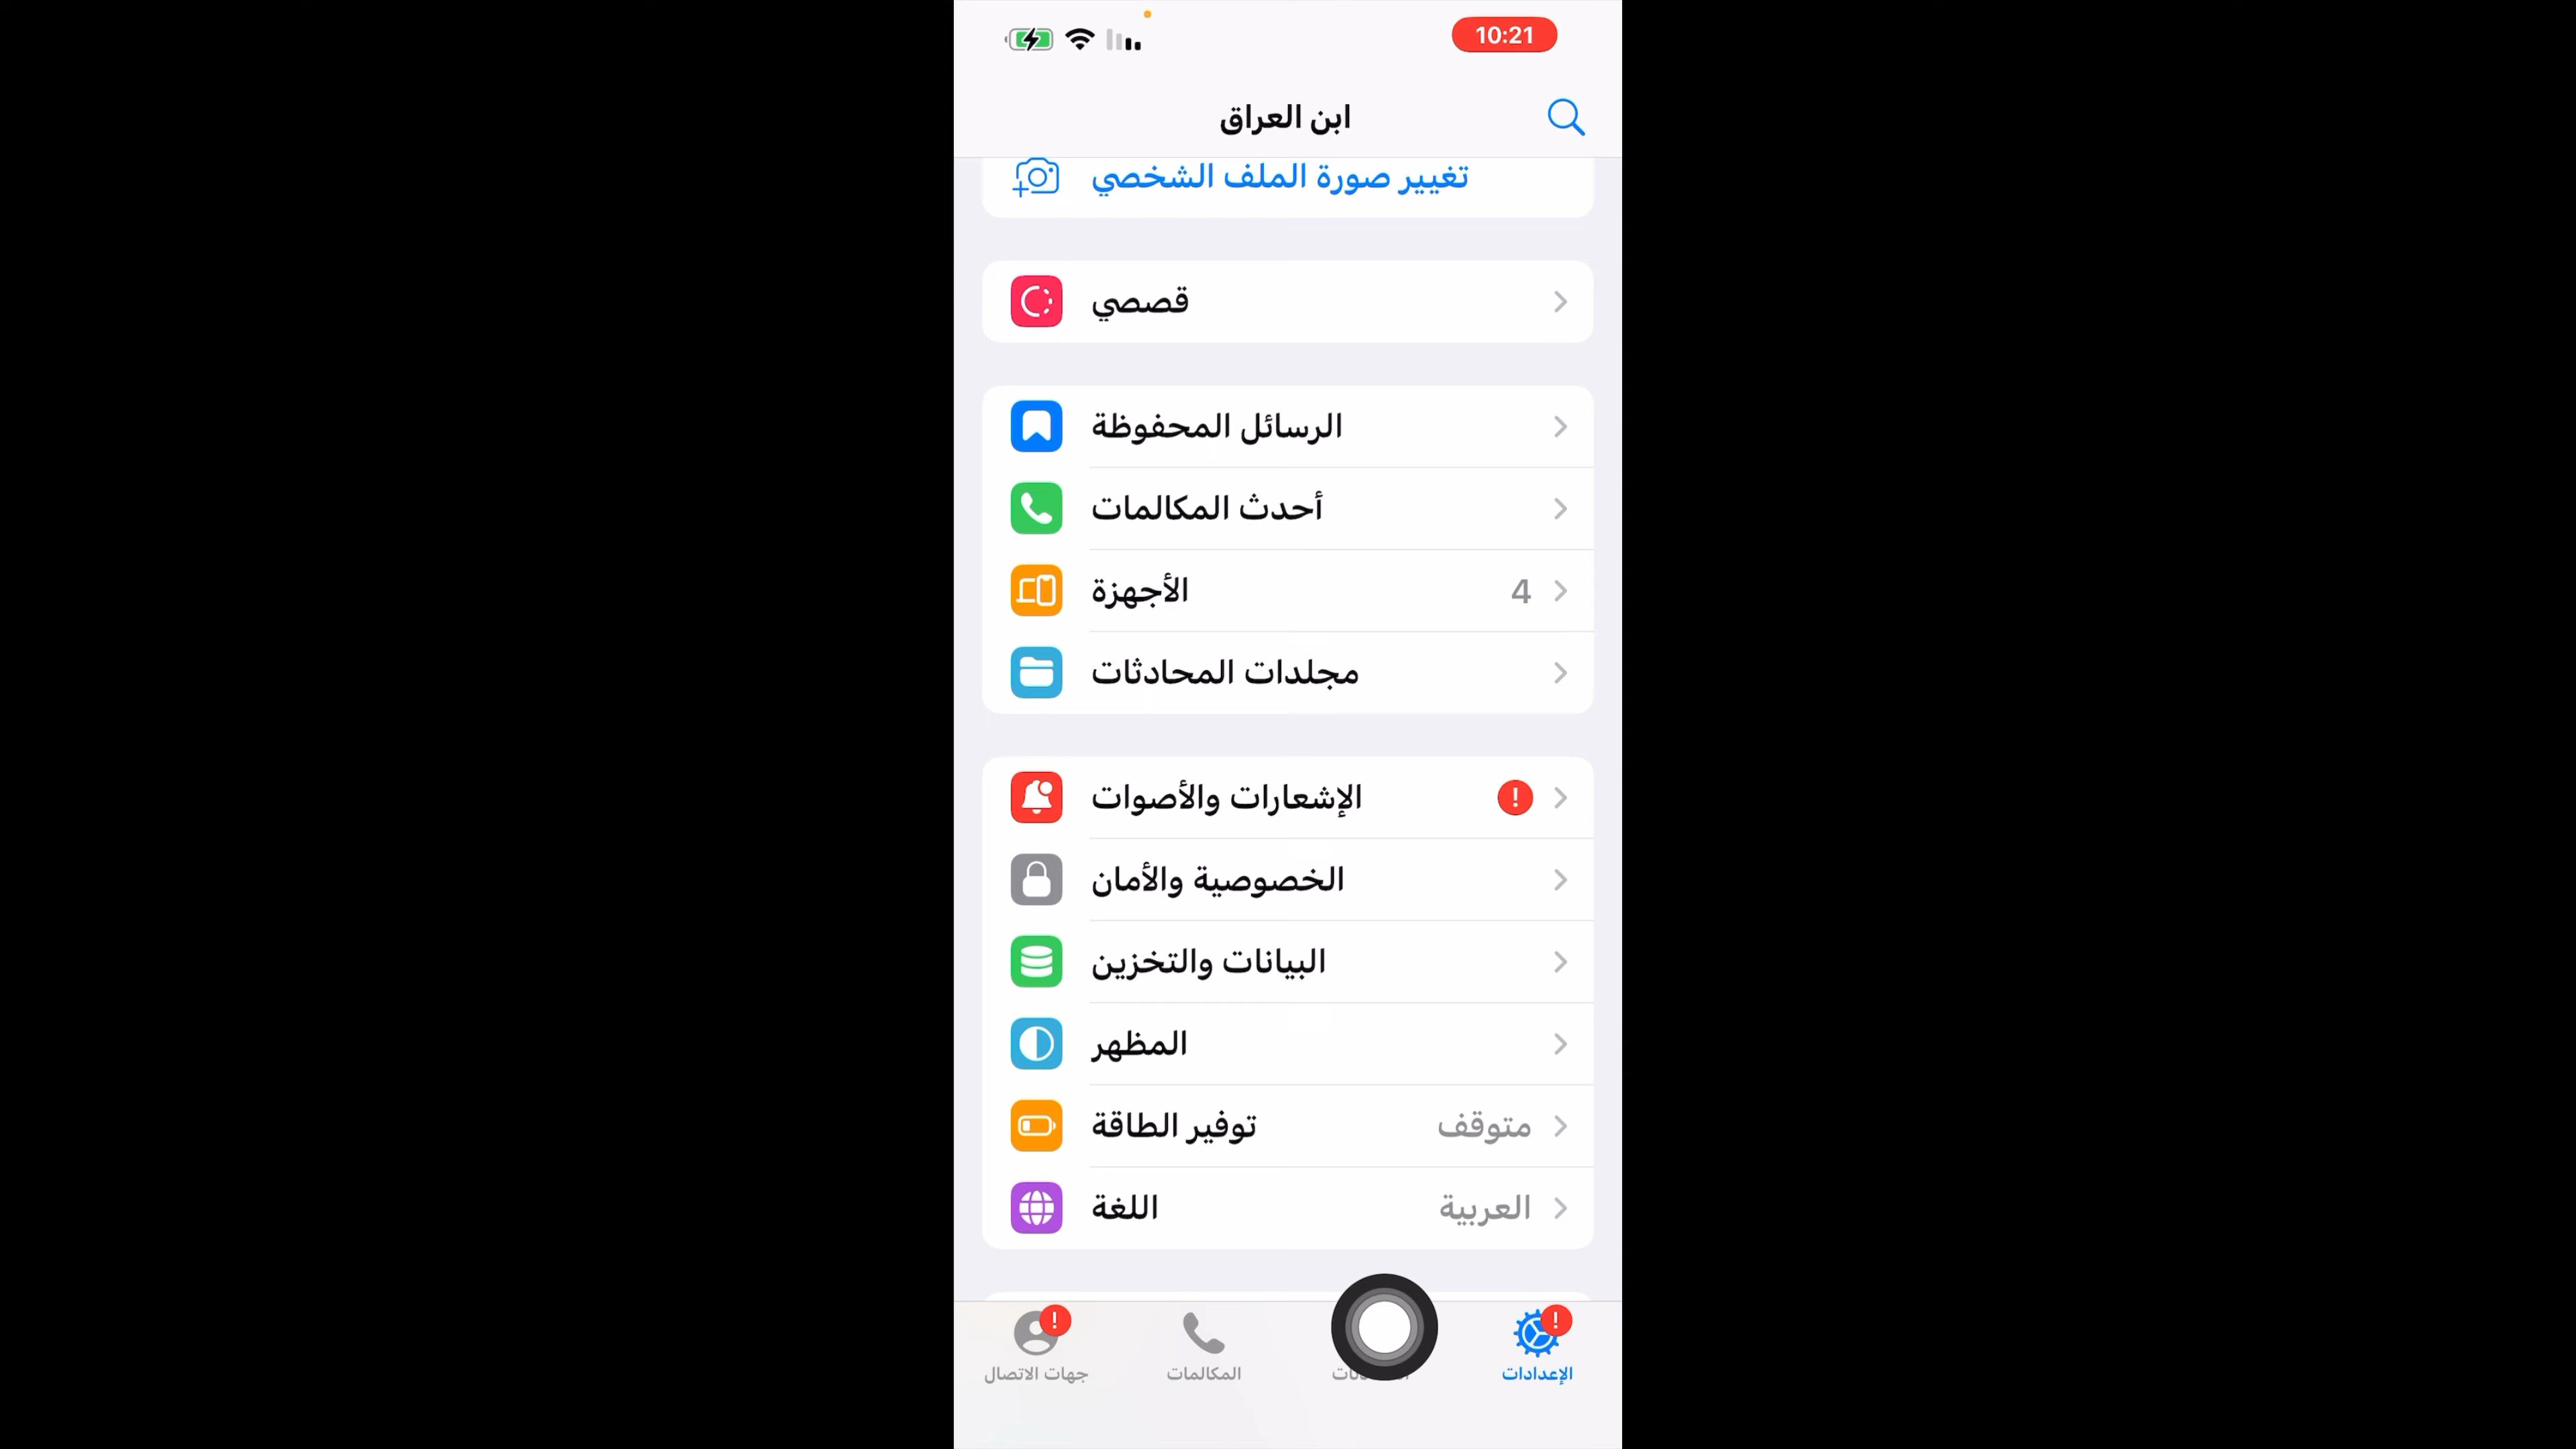 10:21
ابن العراق
تغيير صورة الملف الشخصي
قصصي
الرسائل المحفوظة
أحدث المكالمات
الأجهزة 4
مجلدات المحادثات
الإشعارات والأصوات !
الخصوصية والأمان
البيانات والتخزين
المظهر
توفير الطاقة متوقف
اللغة العربية
! !
جهات الاتصال المكالمات الإعدادات